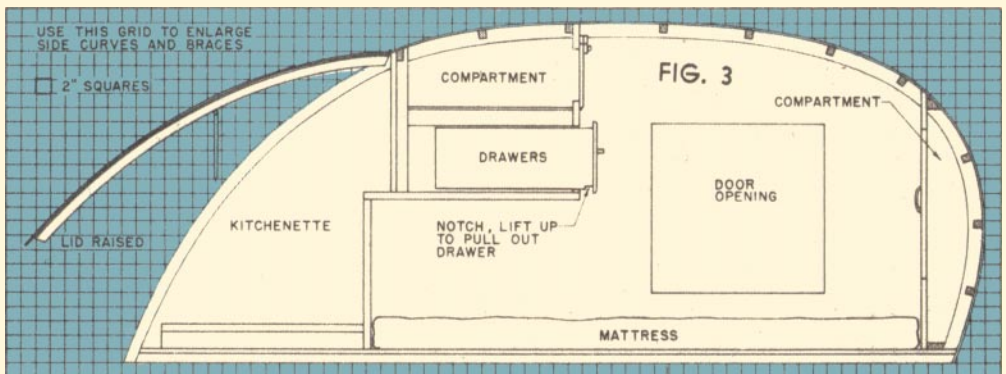 USE THIS GRID TO ENLARGE
SIDE CURVES AND BRACES
2" SQUARES
COMPARTMENT
FIG. 3
COMPARTMENT
DRAWERS
DOOR
OPENING
KITCHENETTE
NOTCH, LIFT UP
TO PULL OUT
DRAWER
LID RAISED
MATTRESS